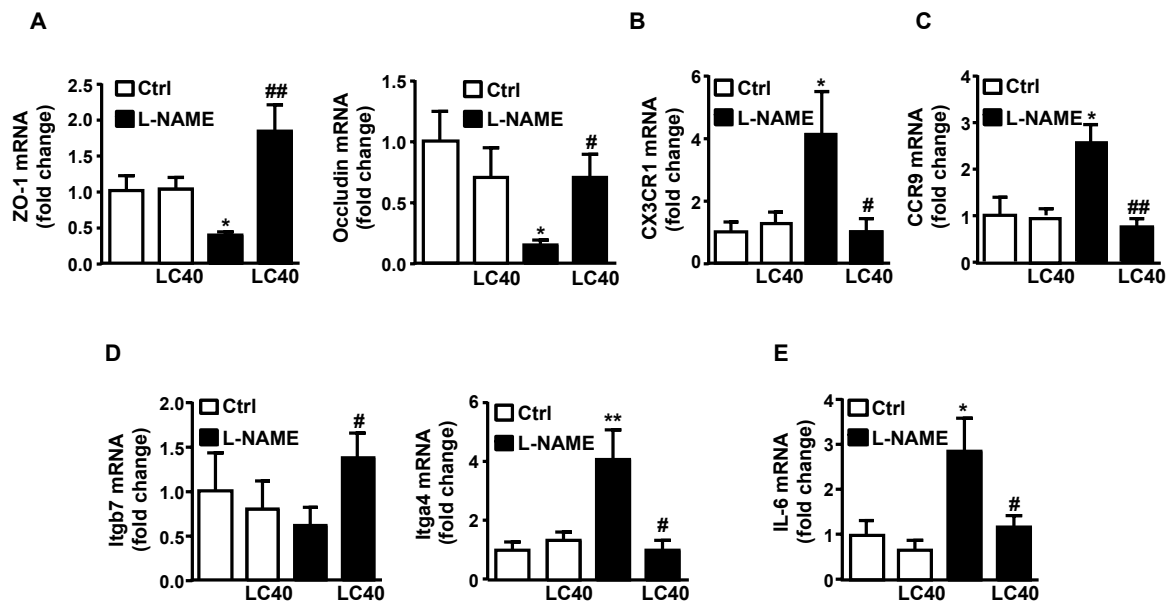 A
ZO-1 mRNA
(fold change)
2.5
2.0
1.5
1.0
0.5
0.0
Ctrl
L-NAME
*
##
LC40
LC40
Occludin mRNA
(fold change)
1.5
1.0
0.5
0.0
Ctrl
L-NAME
*
#
LC40
LC40
B
CX3CR1 mRNA
(fold change)
6
4
2
0
Ctrl
L-NAME
*
#
LC40
LC40
C
CCR9 mRNA
(fold change)
4
3
2
1
0
Ctrl
L-NAME
*
##
LC40
LC40
D
Itgb7 mRNA
(fold change)
2.0
1.5
1.0
0.5
0.0
Ctrl
L-NAME
#
LC40
LC40
Itga4 mRNA
(fold change)
6
4
2
0
Ctrl
L-NAME
**
#
LC40
LC40
E
IL-6 mRNA
(fold change)
4
3
2
1
0
Ctrl
L-NAME
*
#
LC40
LC40